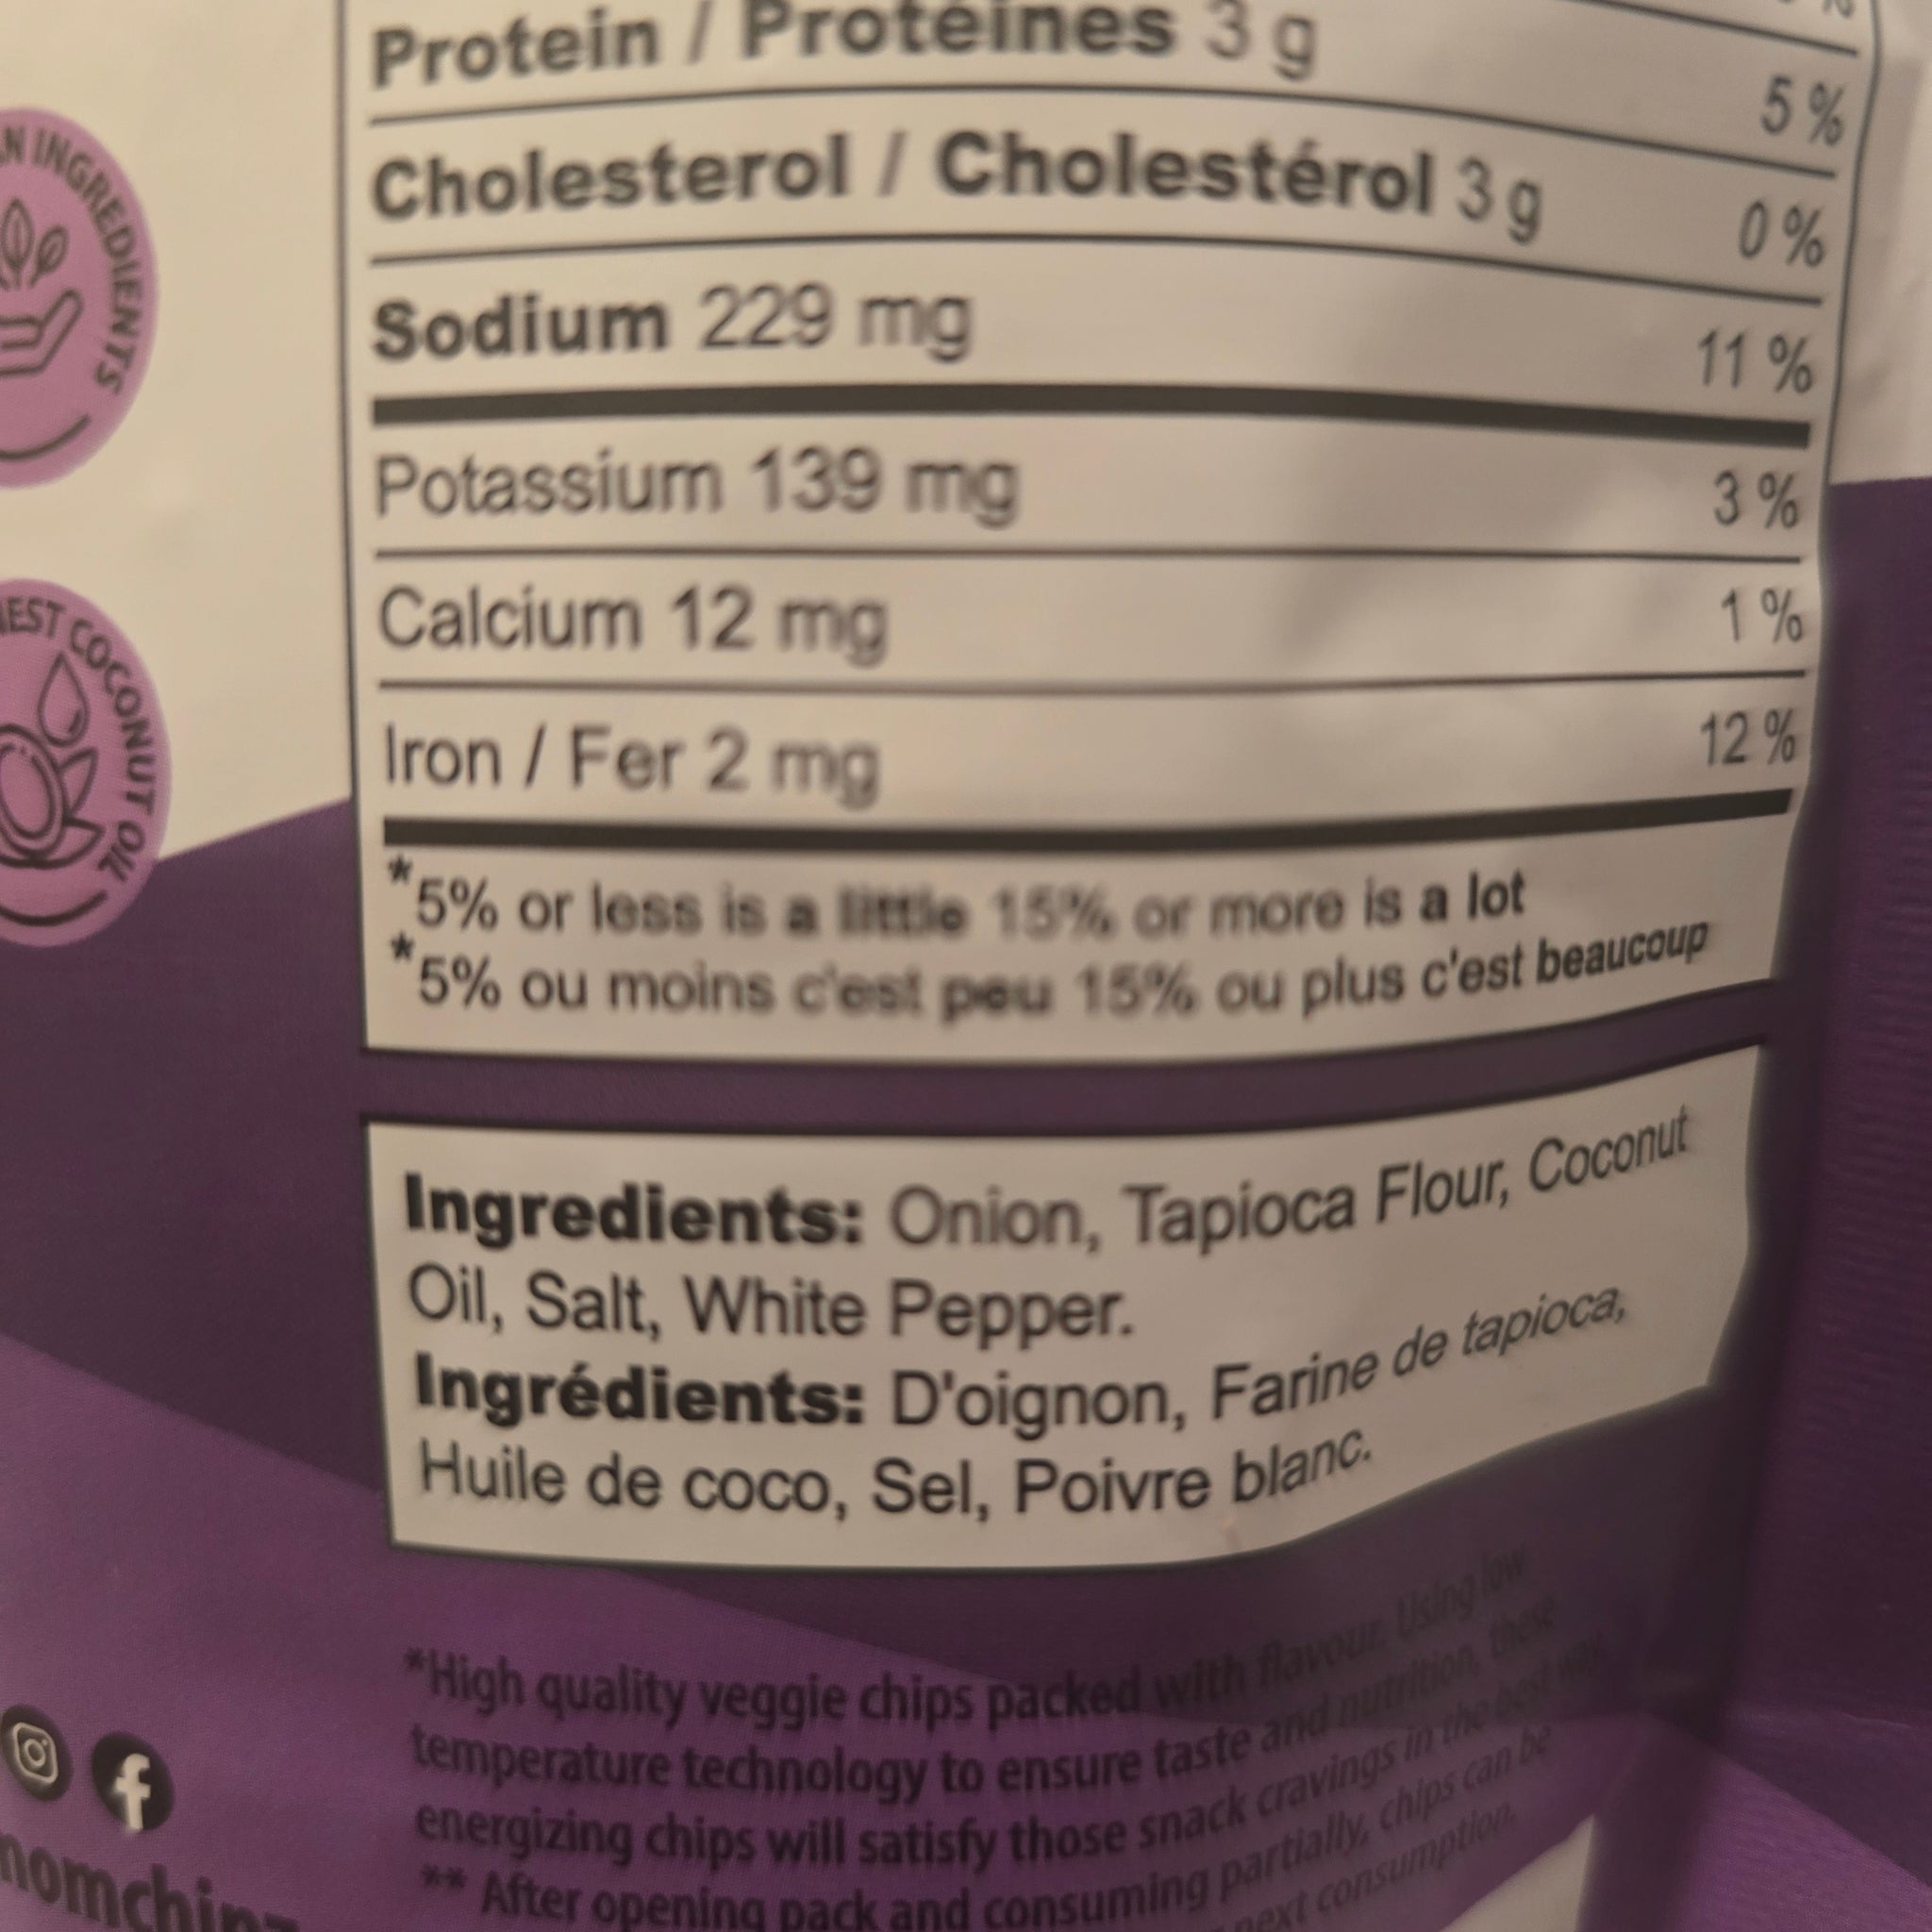 Protein / Protéines 3 g 5 %
Cholesterol / Cholestérol 3 g 0 %
Sodium 229 mg 11 %
Potassium 139 mg 3 %
Calcium 12 mg 1 %
Iron / Fer 2 mg 12 %
*5% or less is a little 15% or more is a lot
*5% ou moins c'est peu 15% ou plus c'est beaucoup
Ingredients: Onion, Tapioca Flour, Coconut
Oil, Salt, White Pepper.
Ingrédients: D'oignon, Farine de tapioca,
Huile de coco, Sel, Poivre blanc.
*High quality veggie chips packed with flavour. Using low
temperature technology to ensure taste and nutrition, these
energizing chips will satisfy those snack cravings in the best way.
** After opening pack and consuming partially, chips can be
next consumption.
INGREDIENTS
COCONUT OIL